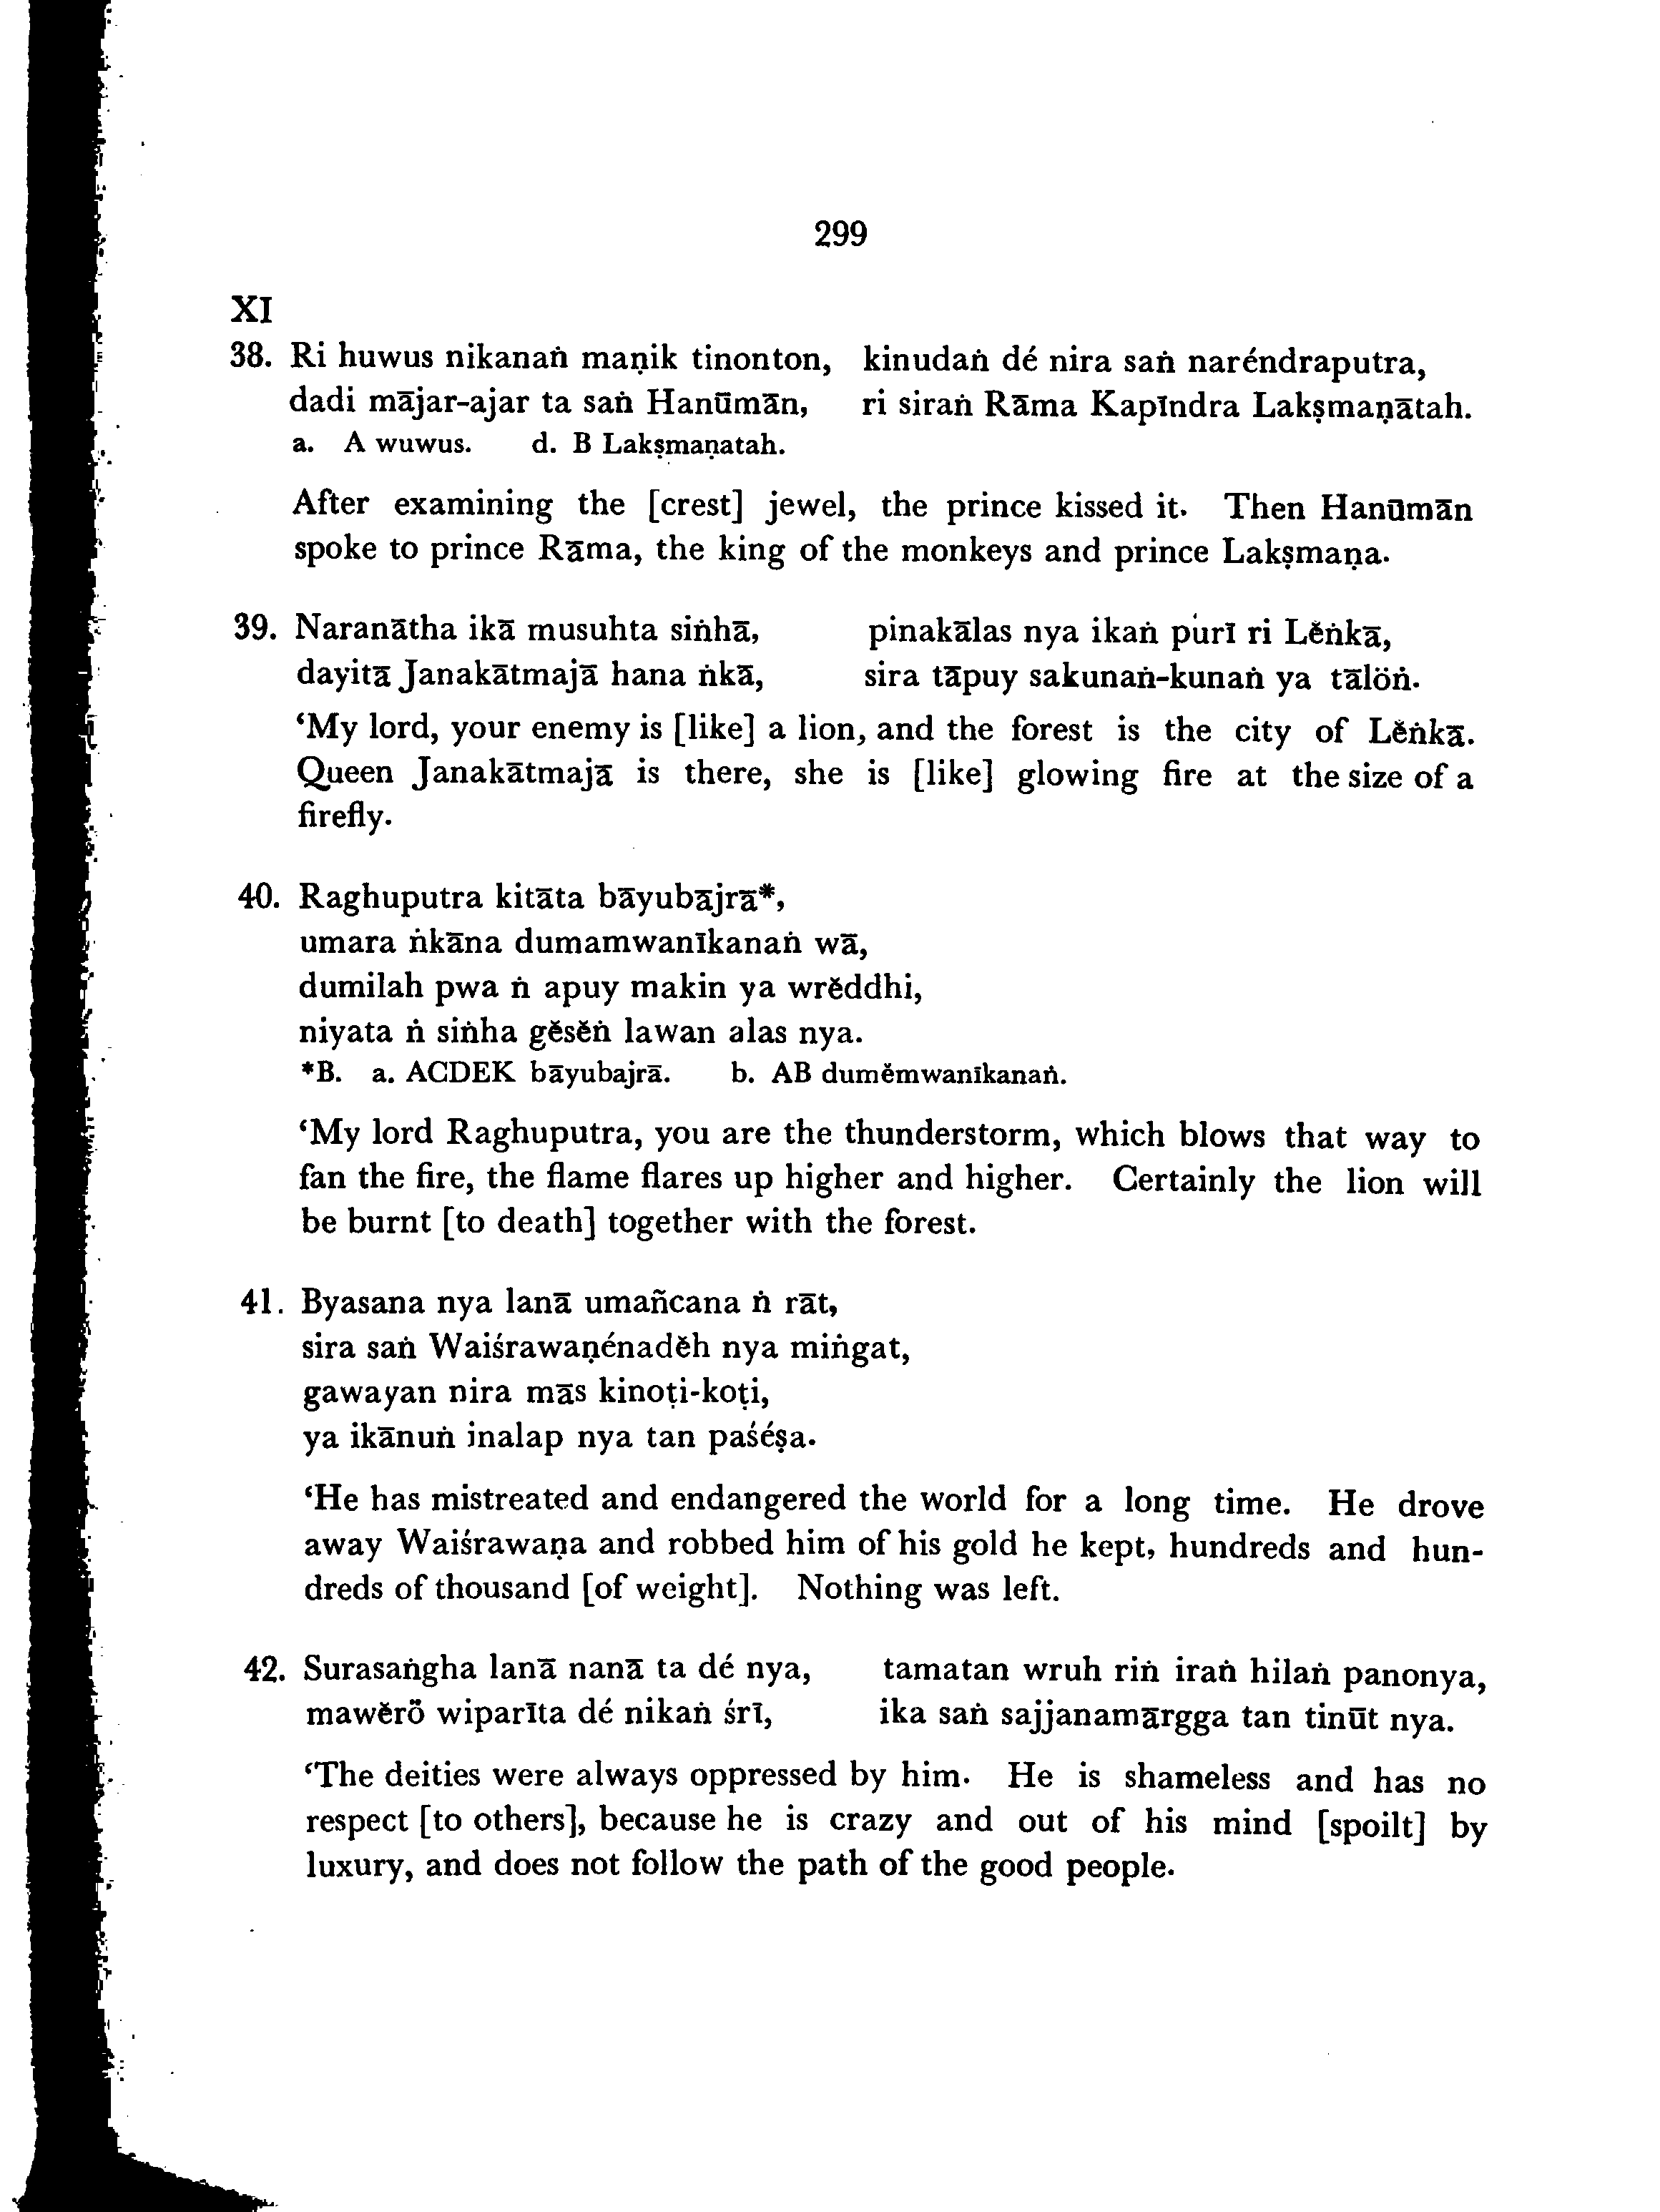 299
XI
38. Ri huwus nikanaṅ maṇik tinonton, kinudaṅ dé nira saṅ naréndraputra,
dadi mājar-ajar ta saṅ Hanūmān, ri siraṅ Rāma Kapīndra Lakṣmaṇātah.
a. A wuwus. d. B Lakṣmaṇatah.
After examining the [crest] jewel, the prince kissed it. Then Hanūmān
spoke to prince Rāma, the king of the monkeys and prince Lakṣmaṇa.
39. Naranātha ikā musuhta siṅhā, pinakālas nya ikaṅ purī ri Lĕṅkā,
dayitā Janakātmajā hana ṅkā, sira tāpuy sakunaṅ-kunaṅ ya tālöṅ.
‘My lord, your enemy is [like] a lion, and the forest is the city of Lĕṅkā.
Queen Janakātmajā is there, she is [like] glowing fire at the size of a
firefly.
40. Raghuputra kitāta bāyubājrā*,
umara ṅkāna dumamwanīkanaṅ wā,
dumilah pwa ṅ apuy makin ya wrĕddhi,
niyata ṅ siṅha gĕsĕṅ lawan alas nya.
*B. a. ACDEK bāyubajrā. b. AB dumĕmwanīkanaṅ.
‘My lord Raghuputra, you are the thunderstorm, which blows that way to
fan the fire, the flame flares up higher and higher. Certainly the lion will
be burnt [to death] together with the forest.
41. Byasana nya lanā umañcana ṅ rāt,
sira saṅ Waiśrawaṇénadĕh nya miṅgat,
gawayan nira mās kinoṭi-koṭi,
ya ikānuṅ inalap nya tan paśéṣa.
‘He has mistreated and endangered the world for a long time. He drove
away Waiśrawaṇa and robbed him of his gold he kept, hundreds and hun-
dreds of thousand [of weight]. Nothing was left.
42. Surasaṅgha lanā nanā ta dé nya, tamatan wruh riṅ iraṅ hilaṅ panonya,
mawĕrö̆ wiparīta dé nikaṅ śrī, ika saṅ sajjanamārgga tan tinūt nya.
‘The deities were always oppressed by him. He is shameless and has no
respect [to others], because he is crazy and out of his mind [spoilt] by
luxury, and does not follow the path of the good people.